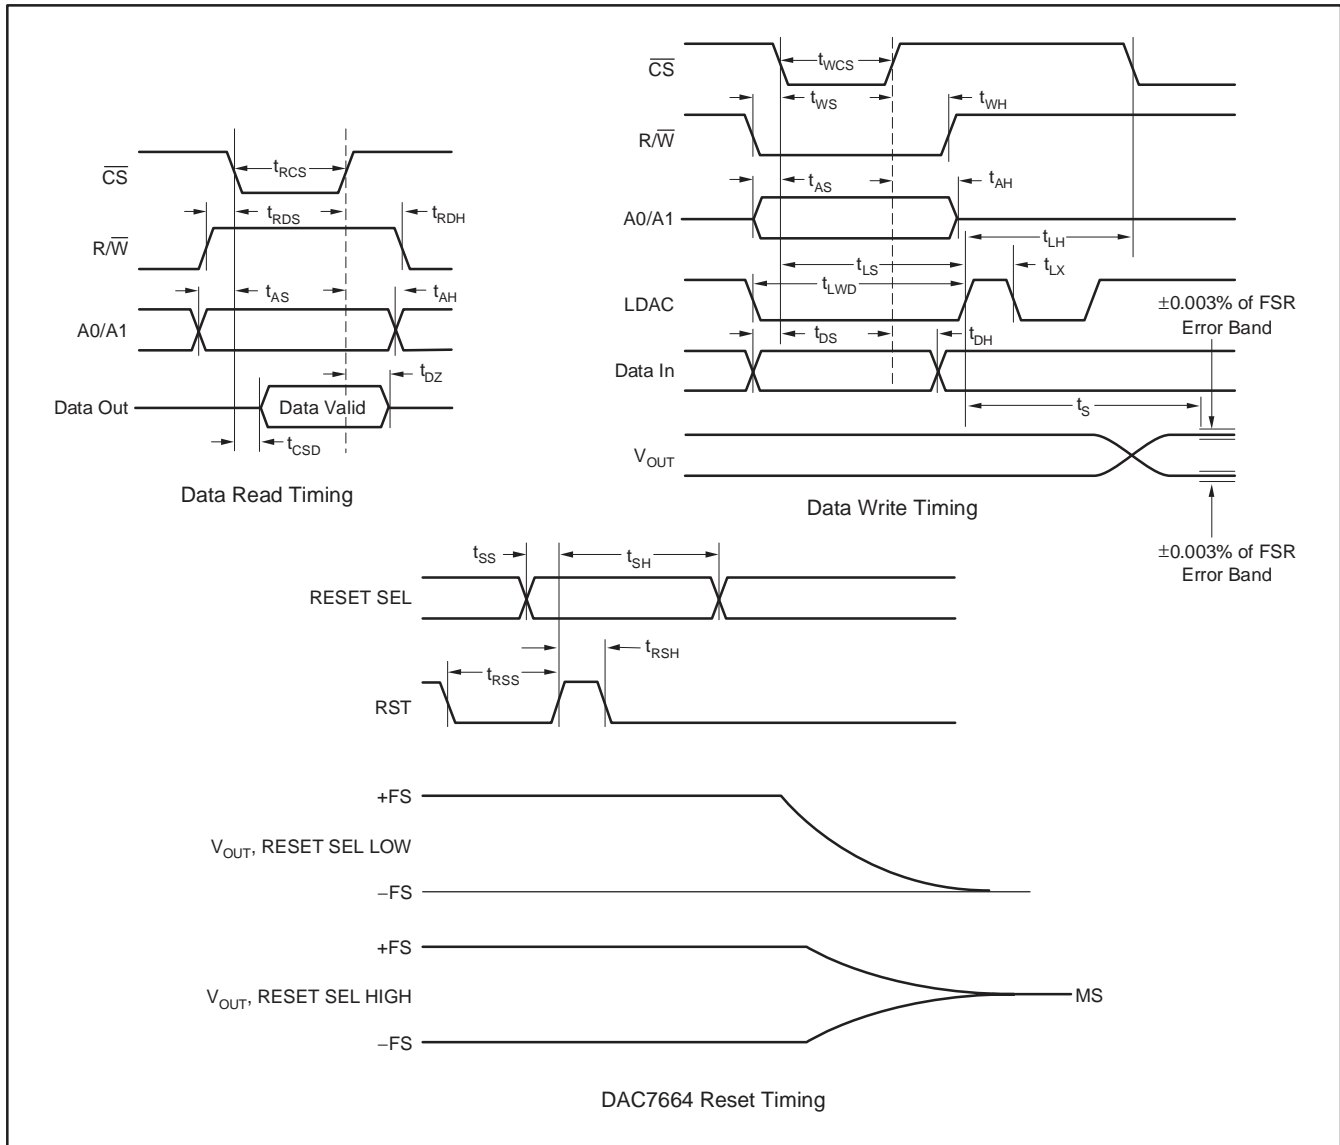 CS
tRCS
tRDS
tRDH
R/W
tAS
tAH
A0/A1
tDZ
Data Out
Data Valid
tCSD
Data Read Timing
CS
tWCS
tWS
tWH
R/W
tAS
tAH
A0/A1
tLH
tLS
tLX
tLWD
LDAC
±0.003% of FSR
Error Band
tDS
tDH
Data In
tS
VOUT
Data Write Timing
±0.003% of FSR
Error Band
tSS
tSH
RESET SEL
tRSH
tRSS
RST
+FS
VOUT, RESET SEL LOW
−FS
+FS
VOUT, RESET SEL HIGH
MS
−FS
DAC7664 Reset Timing